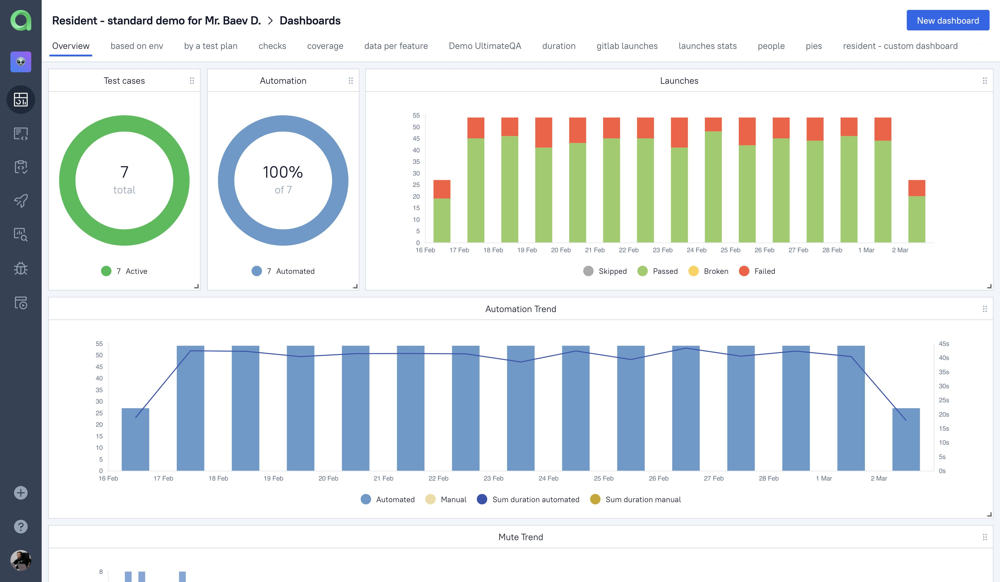 Resident - standard demo for Mr. Baev D. > Dashboards
New dashboard
Overview based on env by a test plan checks coverage data per feature Demo UltimateQA duration gitlab launches launches stats people pies resident - custom dashboard
Test cases
7
total
7 Active
Automation
100%
of 7
7 Automated
Launches
55
50
45
40
35
30
25
20
15
10
5
0
16 Feb 17 Feb 18 Feb 19 Feb 20 Feb 21 Feb 22 Feb 23 Feb 24 Feb 25 Feb 26 Feb 27 Feb 28 Feb 1 Mar 2 Mar
Skipped Passed Broken Failed
Automation Trend
55
50
45
40
35
30
25
20
15
10
5
0
45s
40s
35s
30s
25s
20s
15s
10s
5s
0s
16 Feb 17 Feb 18 Feb 19 Feb 20 Feb 21 Feb 22 Feb 23 Feb 24 Feb 25 Feb 26 Feb 27 Feb 28 Feb 1 Mar 2 Mar
Automated Manual Sum duration automated Sum duration manual
Mute Trend
8